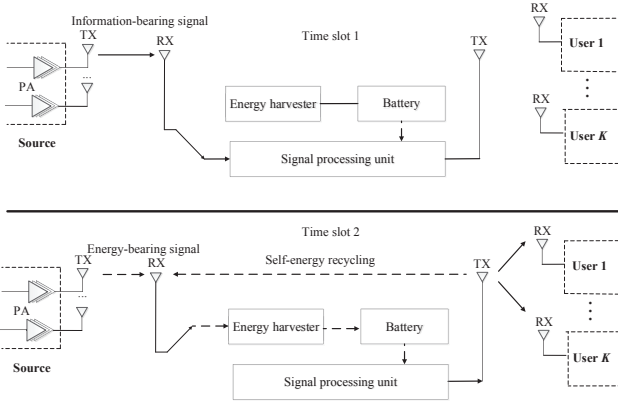 Information-bearing signal
Time slot 1
TX
RX
TX
RX
User 1
...
PA
Energy harvester
Battery
RX
Source
Signal processing unit
User K
Time slot 2
Energy-bearing signal
TX
RX
Self-energy recycling
TX
RX
User 1
...
PA
Energy harvester
Battery
RX
Source
Signal processing unit
User K